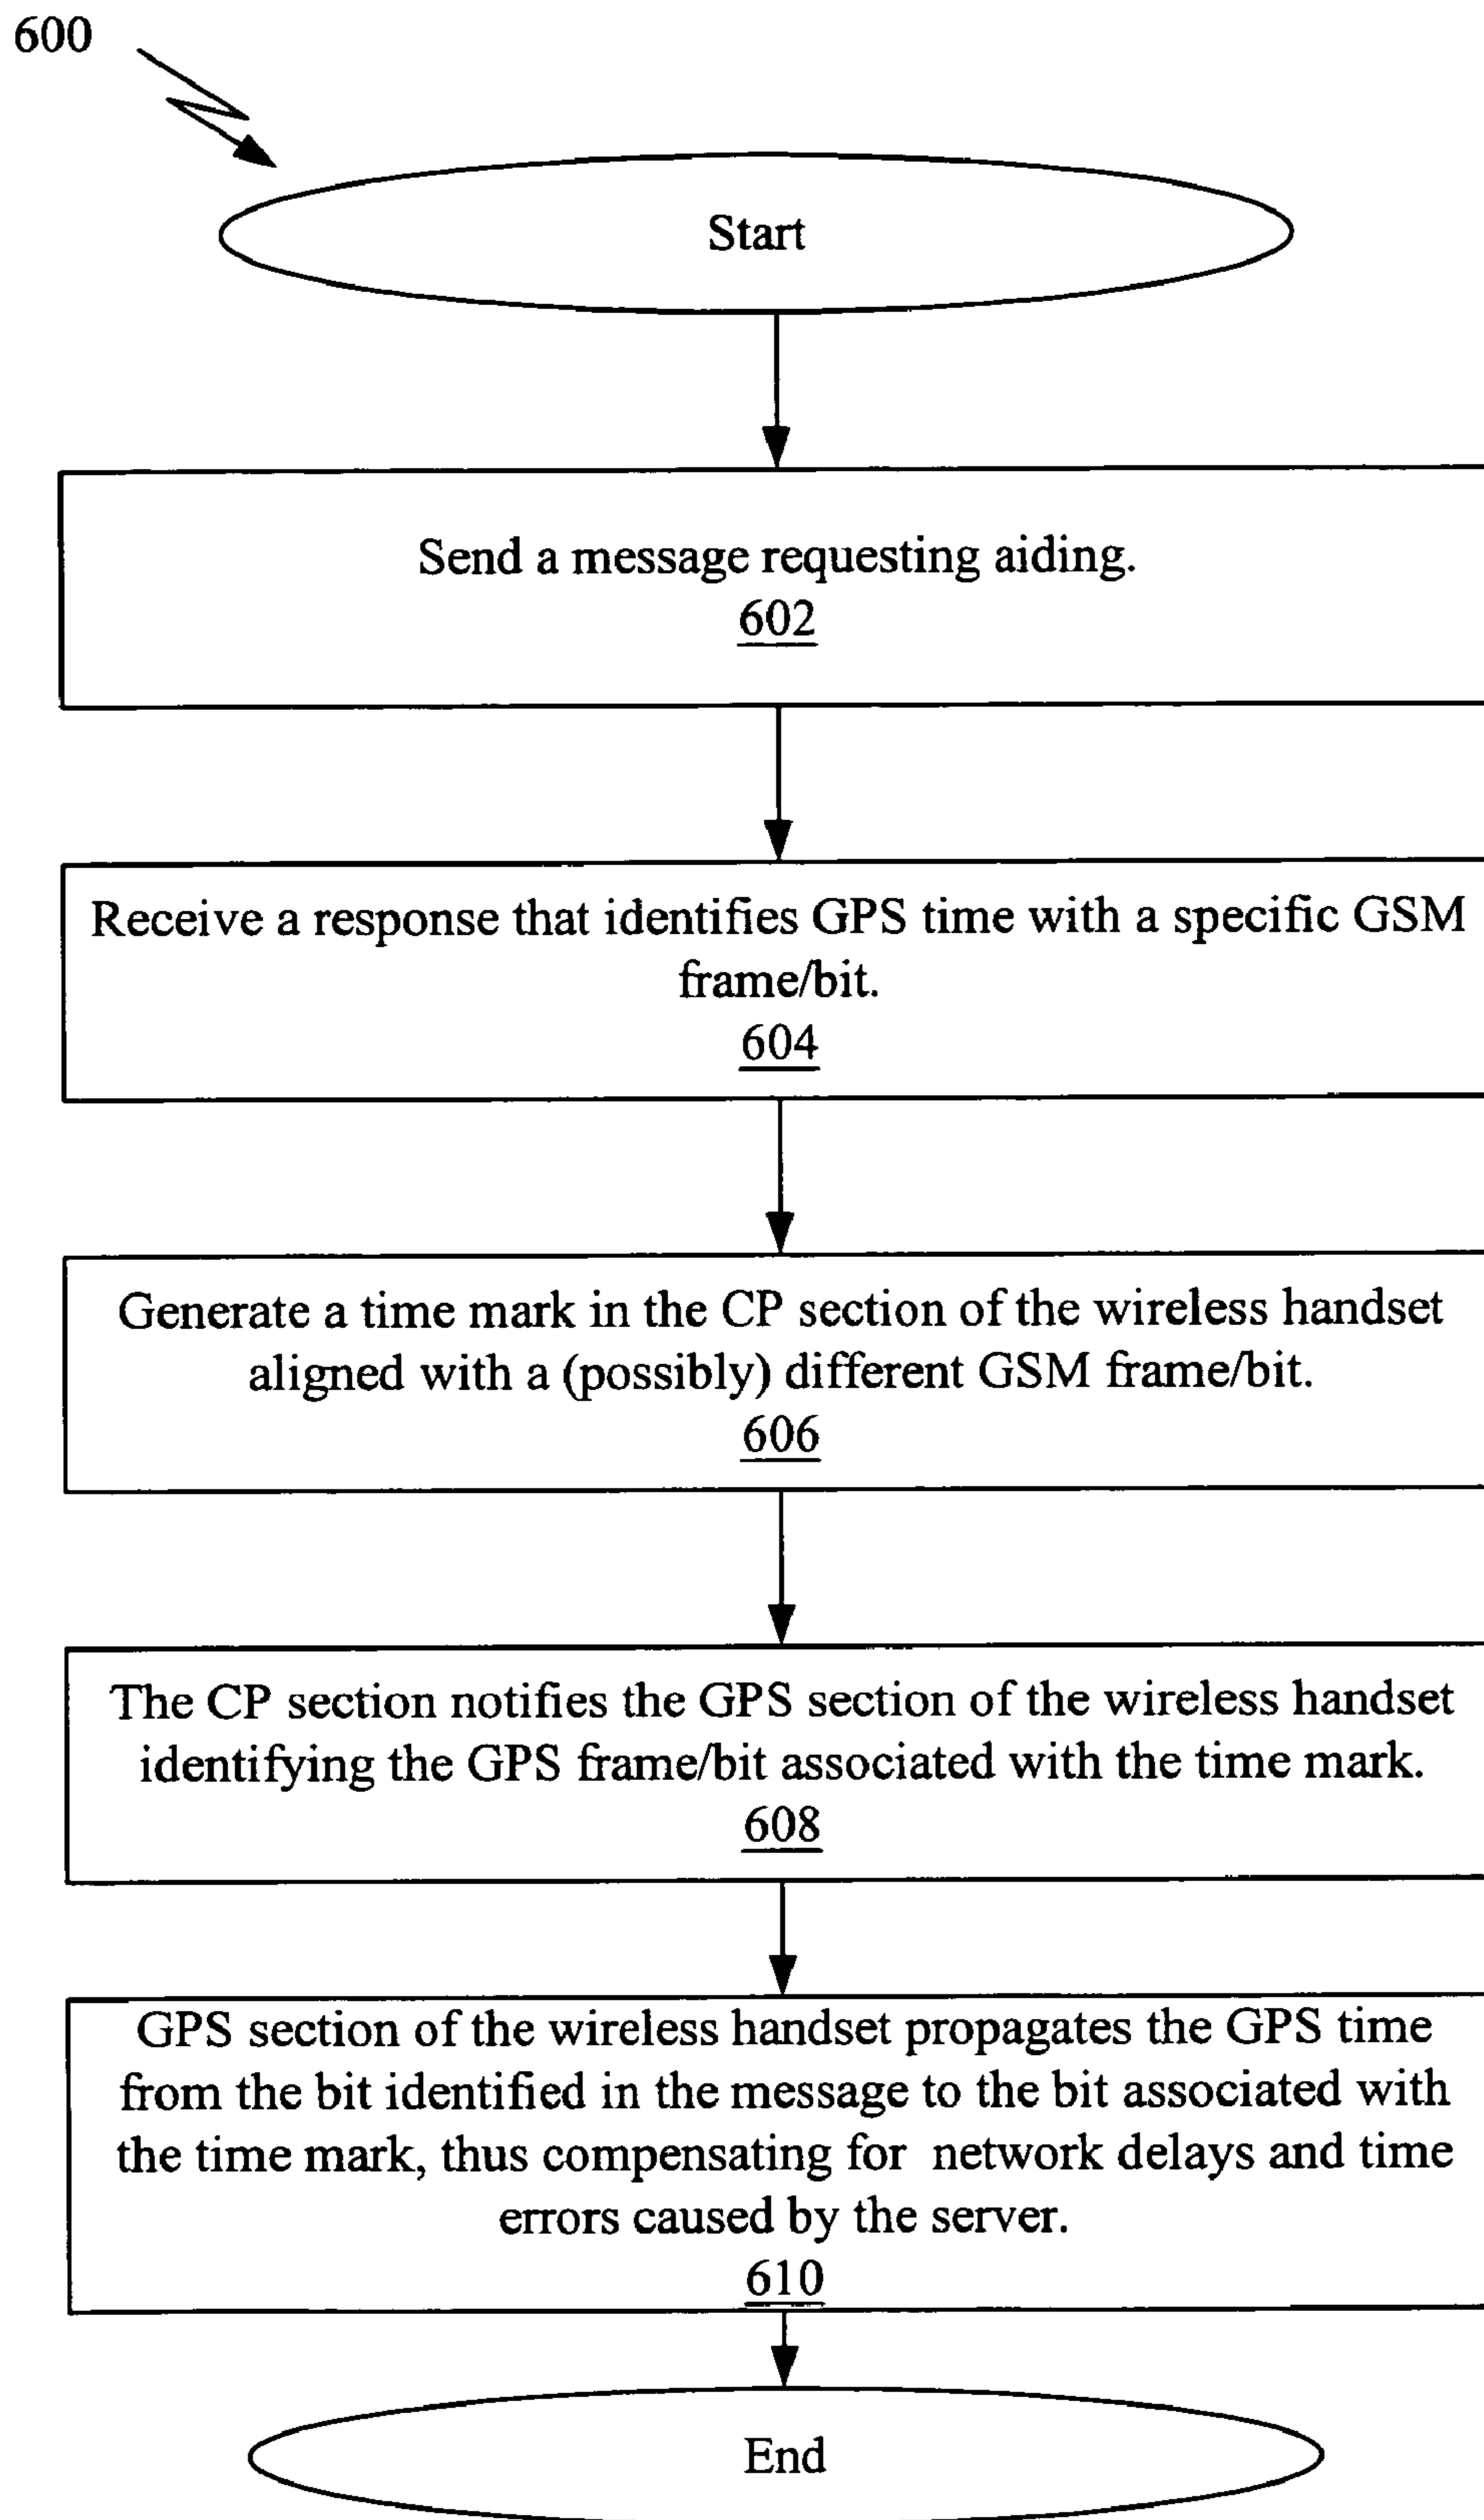 600
Start
Send a message requesting aiding.
602
Receive a response that identifies GPS time with a specific GSM
frame/bit.
604
Generate a time mark in the CP section of the wireless handset
aligned with a (possibly) different GSM frame/bit.
606
The CP section notifies the GPS section of the wireless handset
identifying the GPS frame/bit associated with the time mark.
608
GPS section of the wireless handset propagates the GPS time
from the bit identified in the message to the bit associated with
the time mark, thus compensating for network delays and time
errors caused by the server.
610
End